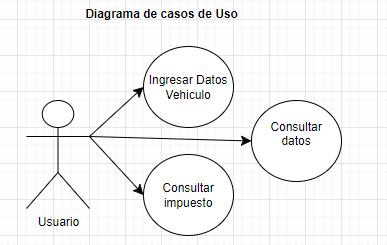 Diagrama de casos de Uso
Ingresar Datos
Vehiculo
Consultar
datos
Consultar
impuesto
Usuario